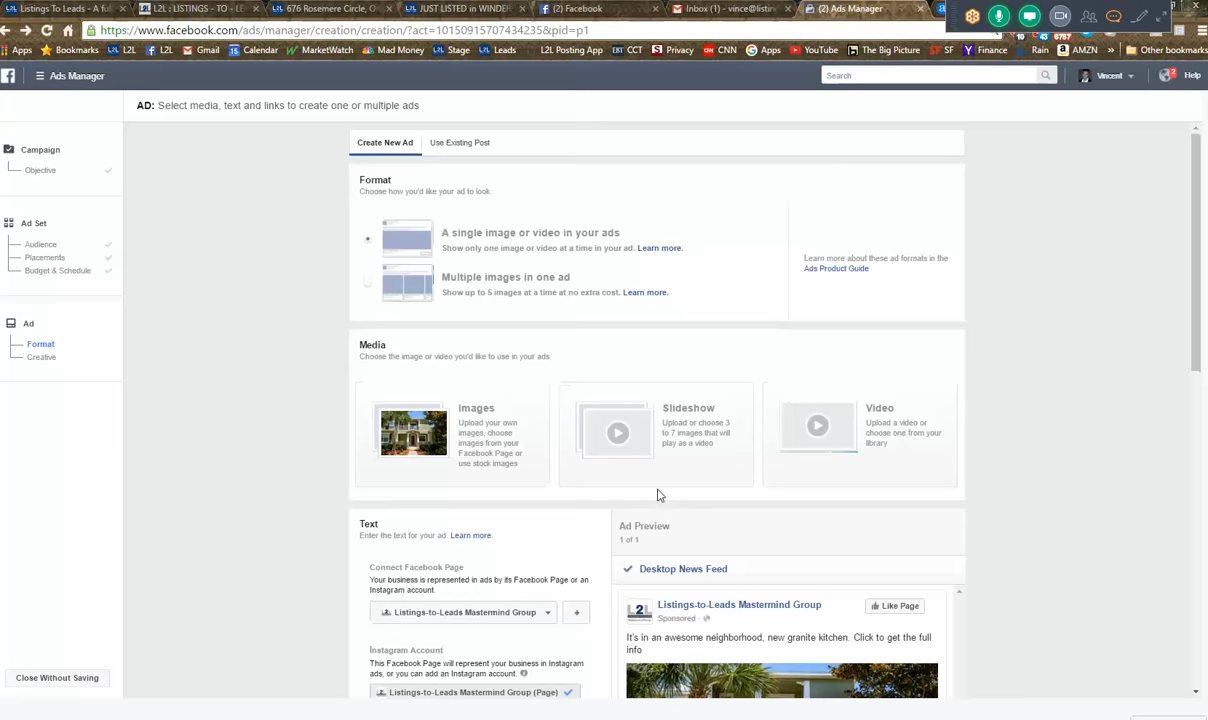 Listings To Leads - A ful
L2L : LISTINGS - TO - LE
676 Rosemere Circle, O
JUST LISTED in WINDER
(2) Facebook
Inbox (1) - vince@listin
(2) Ads Manager
https://www.facebook.com/ads/manager/creation/creation/?act=10150915707434235&pid=p1
Apps
Bookmarks
L2L
L2L
Gmail
Calendar
MarketWatch
Mad Money
Stage
Leads
L2L Posting App
CCT
Privacy
CNN
Apps
YouTube
The Big Picture
SF
Finance
Rain
AMZN
Other bookmarks
Ads Manager
Search
Vincent
2
Help
AD: Select media, text and links to create one or multiple ads
Campaign
Objective
Ad Set
Audience
Placements
Budget & Schedule
Ad
Format
Creative
Close Without Saving
Create New Ad
Use Existing Post
Format
Choose how you'd like your ad to look.
A single image or video in your ads
Show only one image or video at a time in your ad. Learn more.
Multiple images in one ad
Show up to 5 images at a time at no extra cost. Learn more.
Learn more about these ad formats in the
Ads Product Guide
Media
Choose the image or video you'd like to use in your ads.
Images
Upload your own
images, choose
images from your
Facebook Page or
use stock images
Slideshow
Upload or choose 3
to 7 images that will
play as a video
Video
Upload a video or
choose one from your
library
Text
Enter the text for your ad. Learn more.
Connect Facebook Page
Your business is represented in ads by its Facebook Page or an
Instagram account.
Listings-to-Leads Mastermind Group
+
Instagram Account
This Facebook Page will represent your business in Instagram
ads, or you can add an Instagram account.
Listings-to-Leads Mastermind Group (Page)
Ad Preview
1 of 1
Desktop News Feed
L2L
Listings-to-Leads Mastermind Group
Sponsored
Like Page
It's in an awesome neighborhood, new granite kitchen. Click to get the full
info